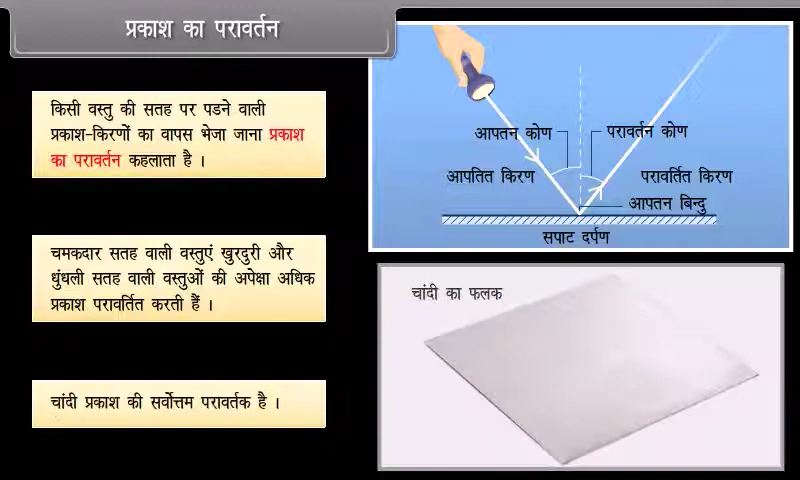 प्रकाश का परावर्तन
किसी वस्तु की सतह पर पडने वाली
प्रकाश-किरणों का वापस भेजा जाना प्रकाश
का परावर्तन कहलाता है ।
चमकदार सतह वाली वस्तुएं खुरदुरी और
धुंधली सतह वाली वस्तुओं की अपेक्षा अधिक
प्रकाश परावर्तित करती हैं ।
चांदी प्रकाश की सर्वोत्तम परावर्तक है ।
आपतन कोण
परावर्तन कोण
आपतित किरण
परावर्तित किरण
आपतन बिन्दु
सपाट दर्पण
चांदी का फलक